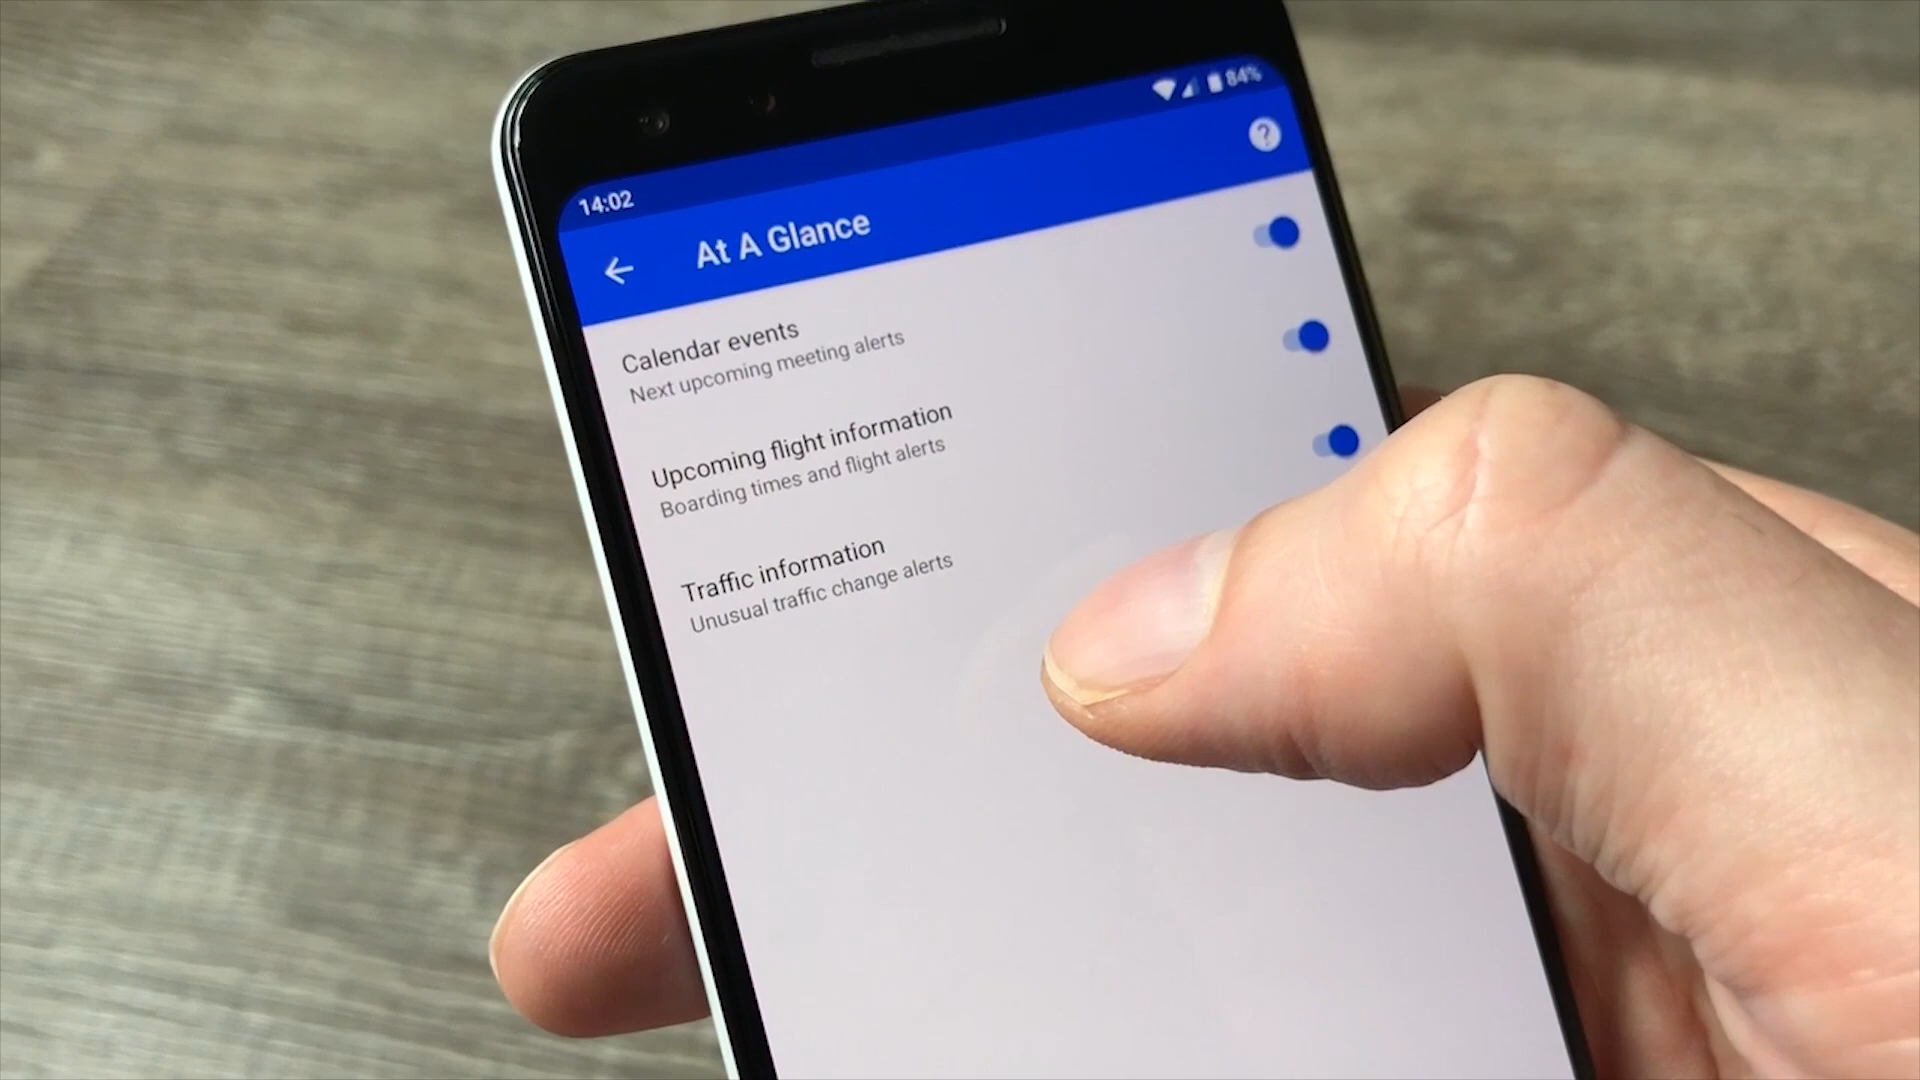 14:02
84%
At A Glance
?
Calendar events
Next upcoming meeting alerts
Upcoming flight information
Boarding times and flight alerts
Traffic information
Unusual traffic change alerts